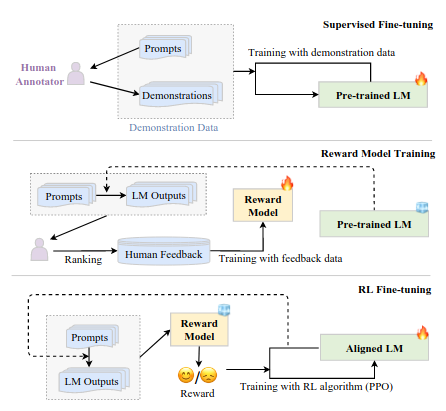 Supervised Fine-tuning
Prompts
Training with demonstration data
Human
Annotator
Demonstrations
Pre-trained LM
Demonstration Data
Reward Model Training
Prompts
LM Outputs
Reward
Model
Pre-trained LM
Ranking
Human Feedback
Training with feedback data
RL Fine-tuning
Prompts
Reward
Model
Aligned LM
LM Outputs
/
Training with RL algorithm (PPO)
Reward